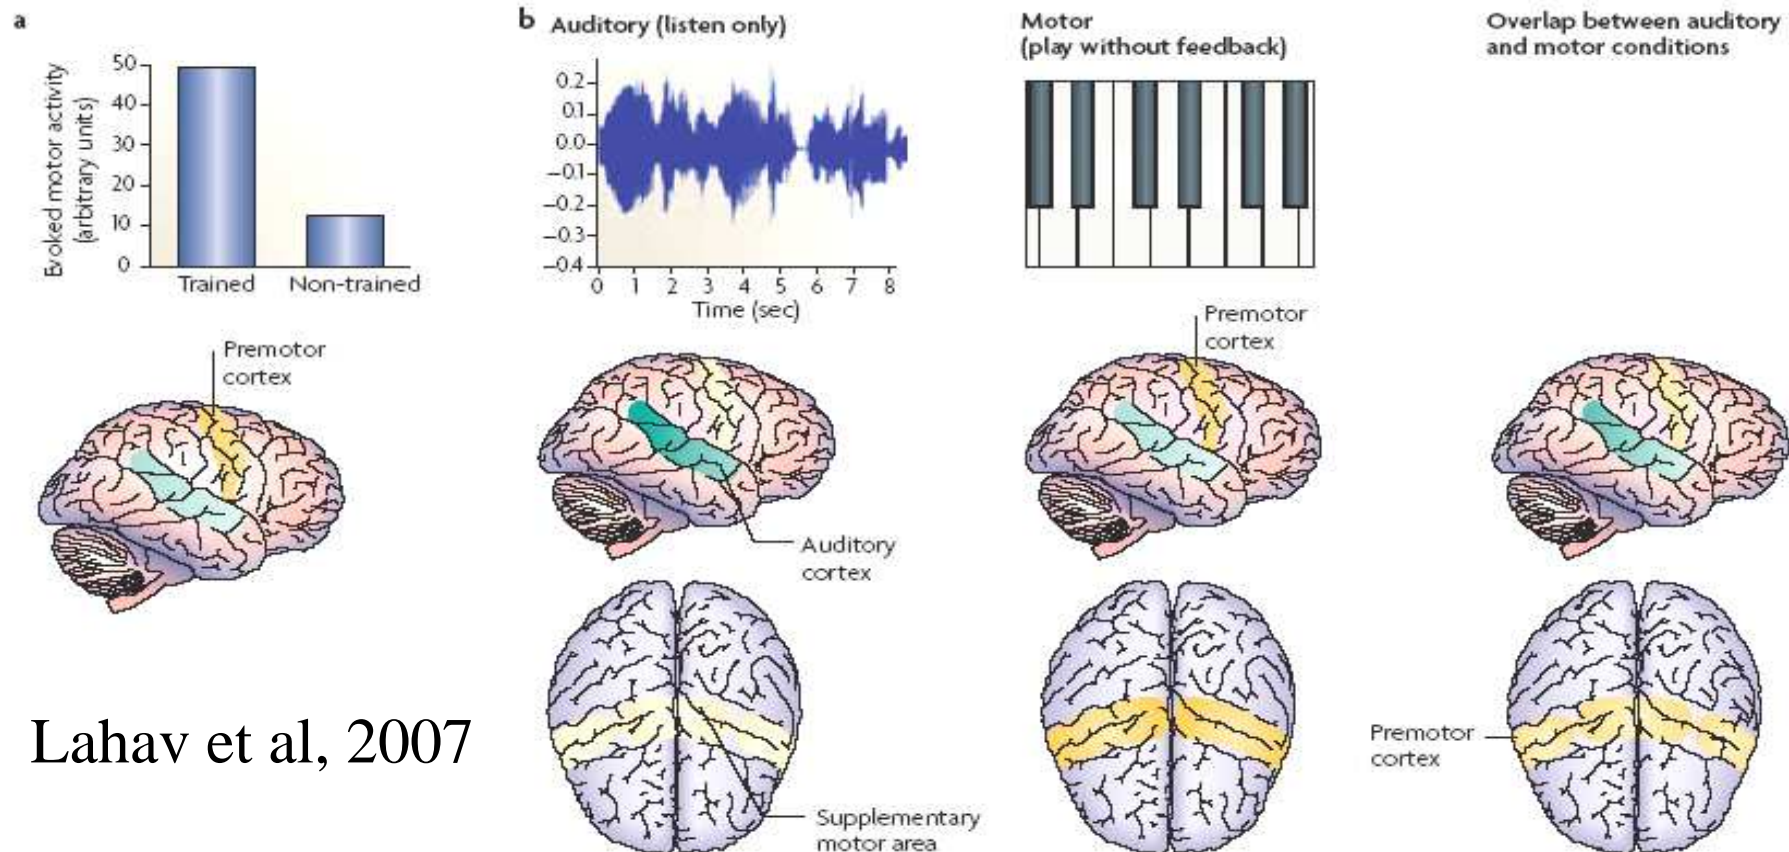 a
Evoked motor activity
(arbitrary units)
50
40
30
20
10
0
Trained
Non-trained
Premotor
cortex
Lahav et al, 2007
b
Auditory (listen only)
0.2
0.1
0.0
–0.1
–0.2
–0.3
–0.4
0 1 2 3 4 5 6 7 8
Time (sec)
Auditory
cortex
Supplementary
motor area
Motor
(play without feedback)
Premotor
cortex
Overlap between auditory
and motor conditions
Premotor
cortex